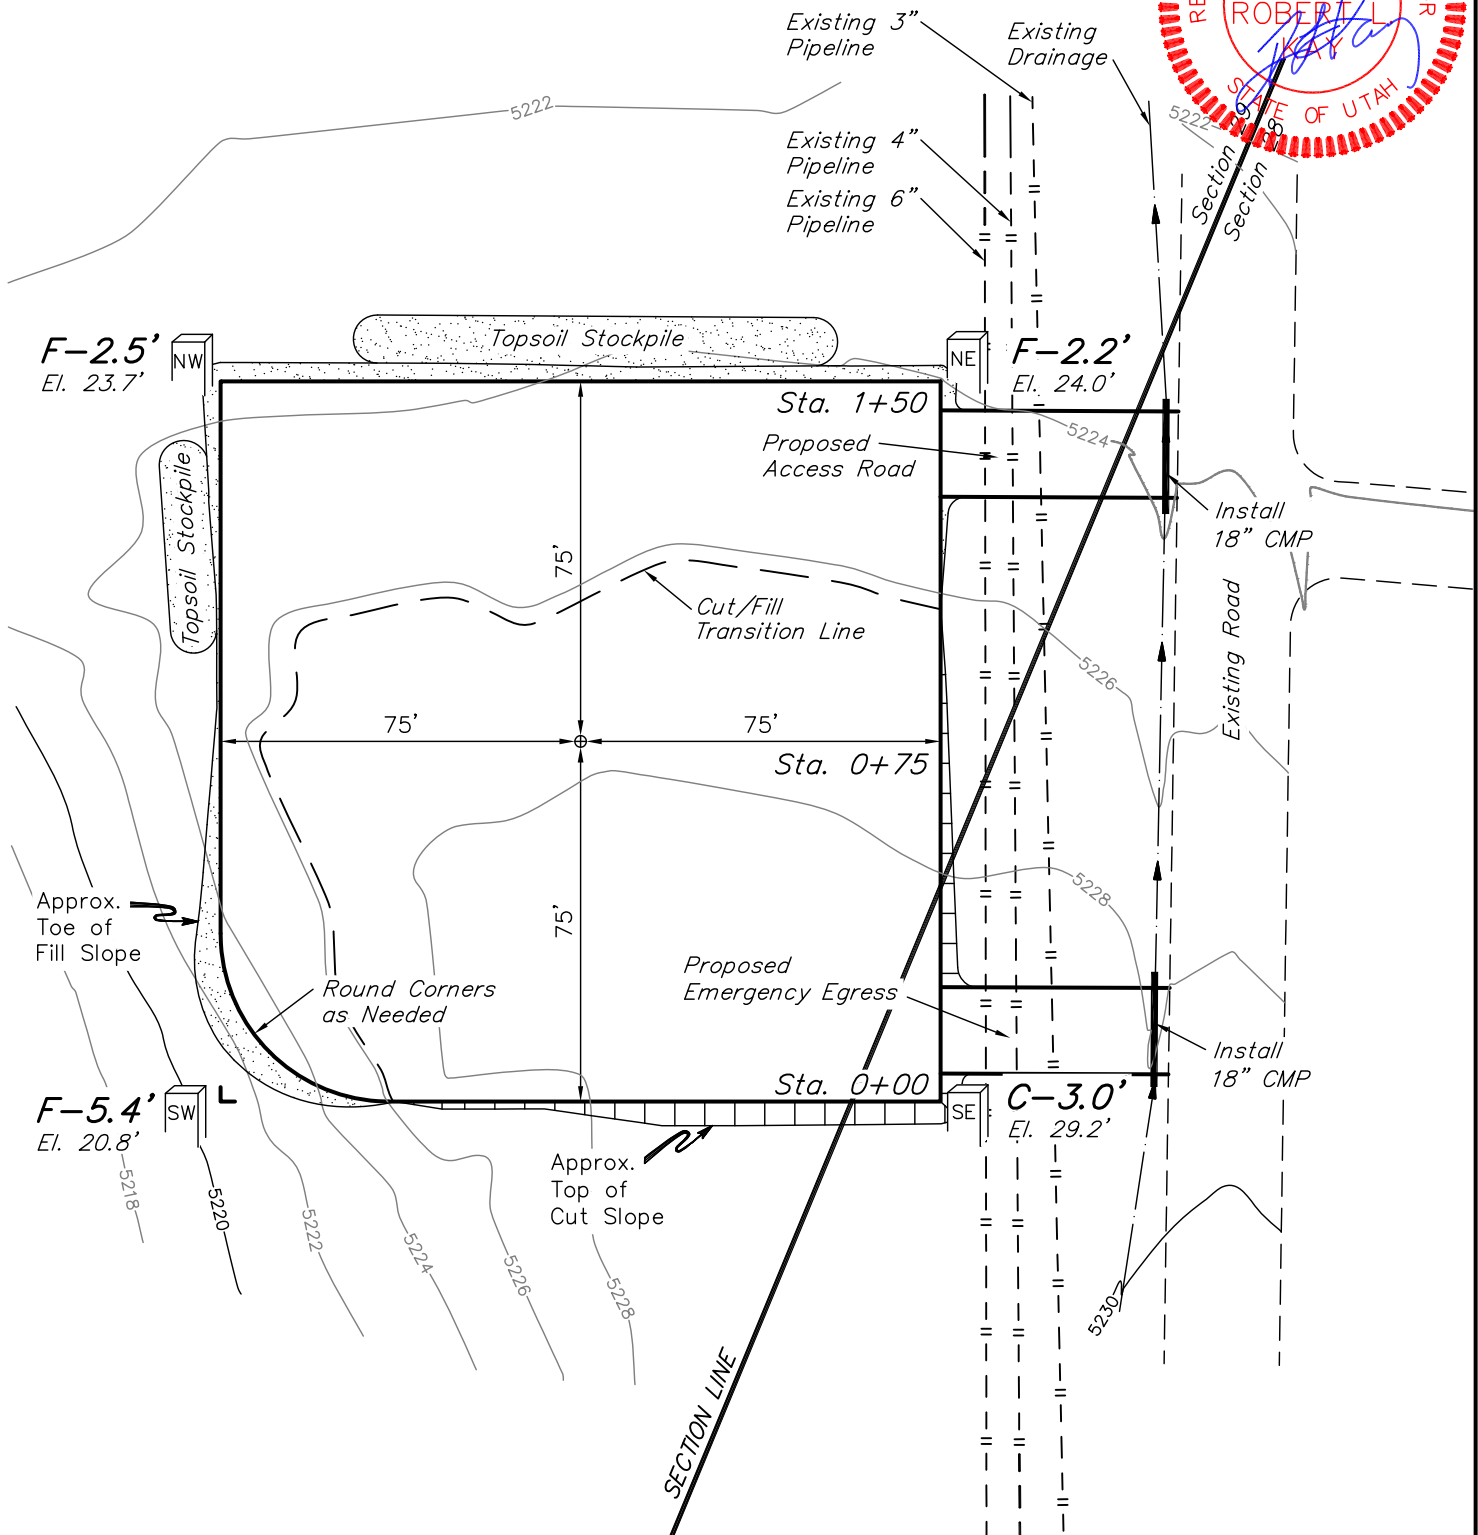 Existing 3"
Pipeline
Existing
Drainage
ROBERT L.
KAY
STATE OF UTAH
5222
5222
Existing 4"
Pipeline
Existing 6"
Pipeline
Section 29
Section 28
F-2.5'
El. 23.7'
NW
Topsoil Stockpile
NE
F-2.2'
El. 24.0'
Sta. 1+50
Proposed
Access Road
5224
Topsoil Stockpile
Install
18" CMP
75'
Cut/Fill
Transition Line
Existing Road
5226
75'
75'
Sta. 0+75
5228
Approx.
Toe of
Fill Slope
75'
Proposed
Emergency Egress
Round Corners
as Needed
Install
18" CMP
F-5.4'
El. 20.8'
SW
Sta. 0+00
SE
C-3.0'
El. 29.2'
Approx.
Top of
Cut Slope
5218
5220
5222
5224
5226
5228
5230
SECTION LINE